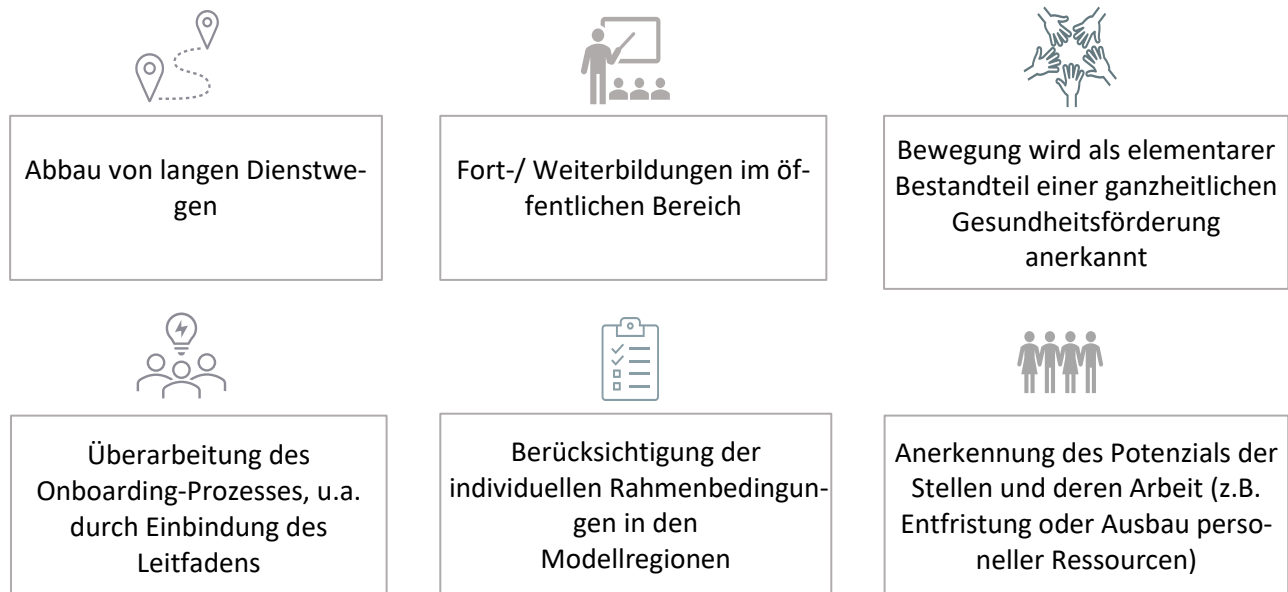 Abbau von langen Dienstwe-
gen
Fort-/ Weiterbildungen im öf-
fentlichen Bereich
Bewegung wird als elementarer
Bestandteil einer ganzheitlichen
Gesundheitsförderung
anerkannt
Überarbeitung des
Onboarding-Prozesses, u.a.
durch Einbindung des
Leitfadens
Berücksichtigung der
individuellen Rahmenbedingun-
gen in den
Modellregionen
Anerkennung des Potenzials der
Stellen und deren Arbeit (z.B.
Entfristung oder Ausbau perso-
neller Ressourcen)